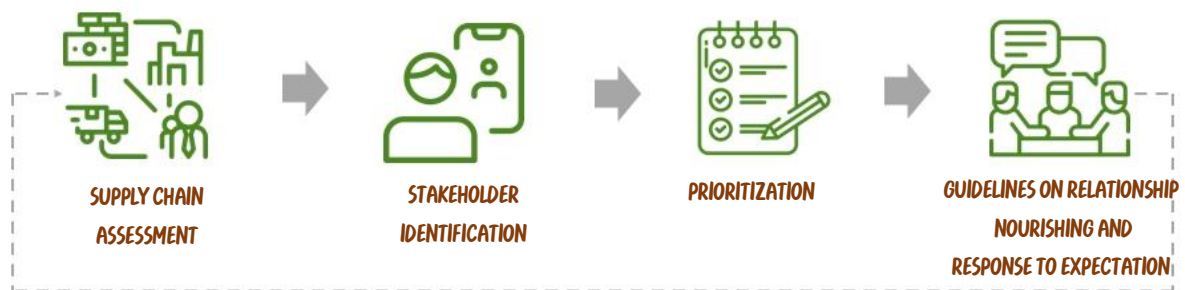 SUPPLY CHAIN
ASSESSMENT
STAKEHOLDER
IDENTIFICATION
PRIORITIZATION
GUIDELINES ON RELATIONSHIP
NOURISHING AND
RESPONSE TO EXPECTATION